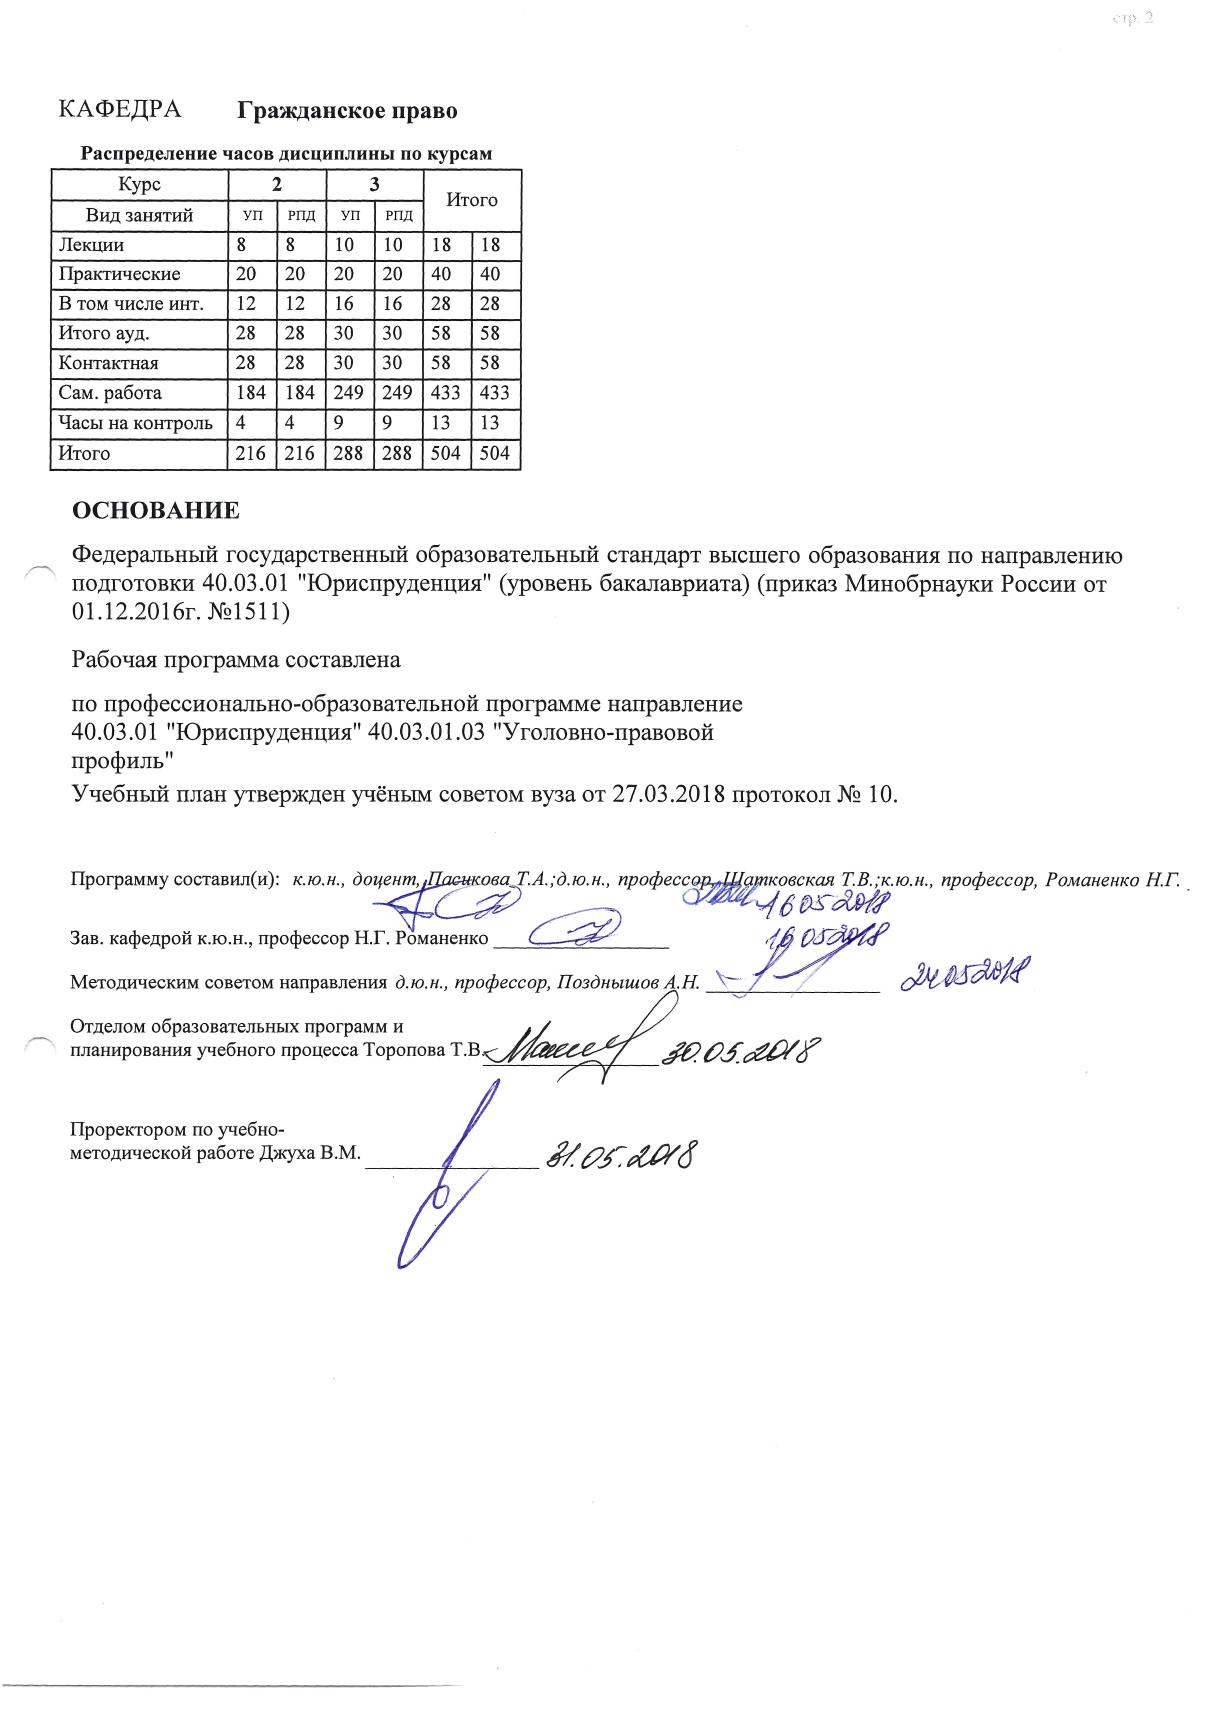 стр. 2
КАФЕДРА Гражданское право
Распределение часов дисциплины по курсам
Курс 2 3 Итого
Вид занятий УП РПД УП РПД
Лекции 8 8 10 10 18 18
Практические 20 20 20 20 40 40
В том числе инт. 12 12 16 16 28 28
Итого ауд. 28 28 30 30 58 58
Контактная 28 28 30 30 58 58
Сам. работа 184 184 249 249 433 433
Часы на контроль 4 4 9 9 13 13
Итого 216 216 288 288 504 504
ОСНОВАНИЕ
Федеральный государственный образовательный стандарт высшего образования по направлению
подготовки 40.03.01 "Юриспруденция" (уровень бакалавриата) (приказ Минобрнауки России от
01.12.2016г. №1511)
Рабочая программа составлена
по профессионально-образовательной программе направление
40.03.01 "Юриспруденция" 40.03.01.03 "Уголовно-правовой
профиль"
Учебный план утвержден учёным советом вуза от 27.03.2018 протокол № 10.
Программу составил(и): к.ю.н., доцент, Пасикова Т.А.;д.ю.н., профессор, Шатковская Т.В.;к.ю.н., профессор, Романенко Н.Г.
16 05 2018
Зав. кафедрой к.ю.н., профессор Н.Г. Романенко 16 05 2018
Методическим советом направления д.ю.н., профессор, Позднышов А.Н. 24 05 2018
Отделом образовательных программ и
планирования учебного процесса Торопова Т.В. 30.05.2018
Проректором по учебно-
методической работе Джуха В.М. 31.05.2018